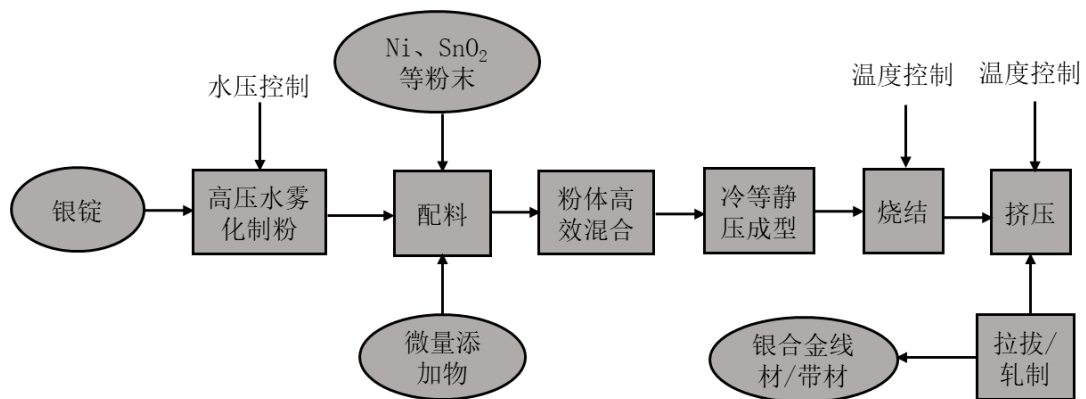 Ni、SnO₂
等粉末
水压控制
温度控制
温度控制
银锭
高压水雾
化制粉
配料
粉体高
效混合
冷等静
压成型
烧结
挤压
微量添
加物
银合金线
材/带材
拉拔/
轧制